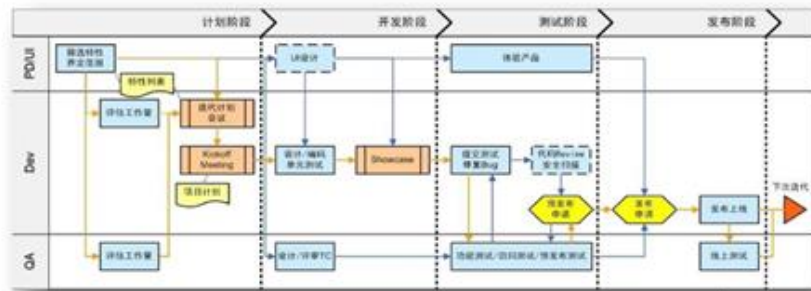 计划阶段
开发阶段
测试阶段
发布阶段
PD/UI
筛选特性
界定范围
UI设计
体验产品
特性列表
Dev
评估工作量
迭代计划
会议
Kickoff
Meeting
项目计划
设计/编码
单元测试
Showcase
提交测试
修复Bug
代码Review
安全扫描
预发布
申请
发布
申请
发布上线
下次迭代
QA
评估工作量
设计/评审TC
功能测试/访问测试/预发布测试
线上测试